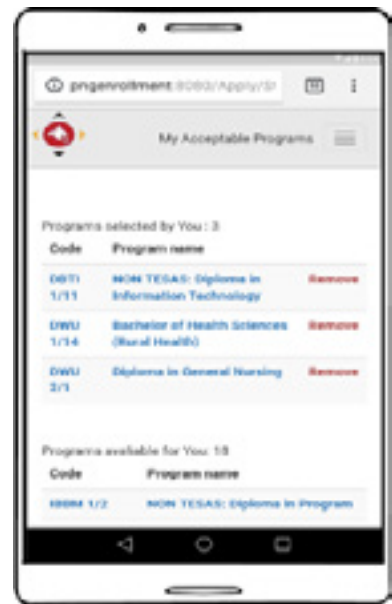 pngenrollment:8080/Apply/St
My Acceptable Programs
Programs selected by You : 3
Code Program name
DBTI 1/11 NON TESAS: Diploma in Information Technology Remove
DWU 1/14 Bachelor of Health Sciences (Rural Health) Remove
DWU 2/1 Diploma in General Nursing Remove
Programs available for You: 18
Code Program name
IBBM 1/2 NON TESAS: Diploma in Program